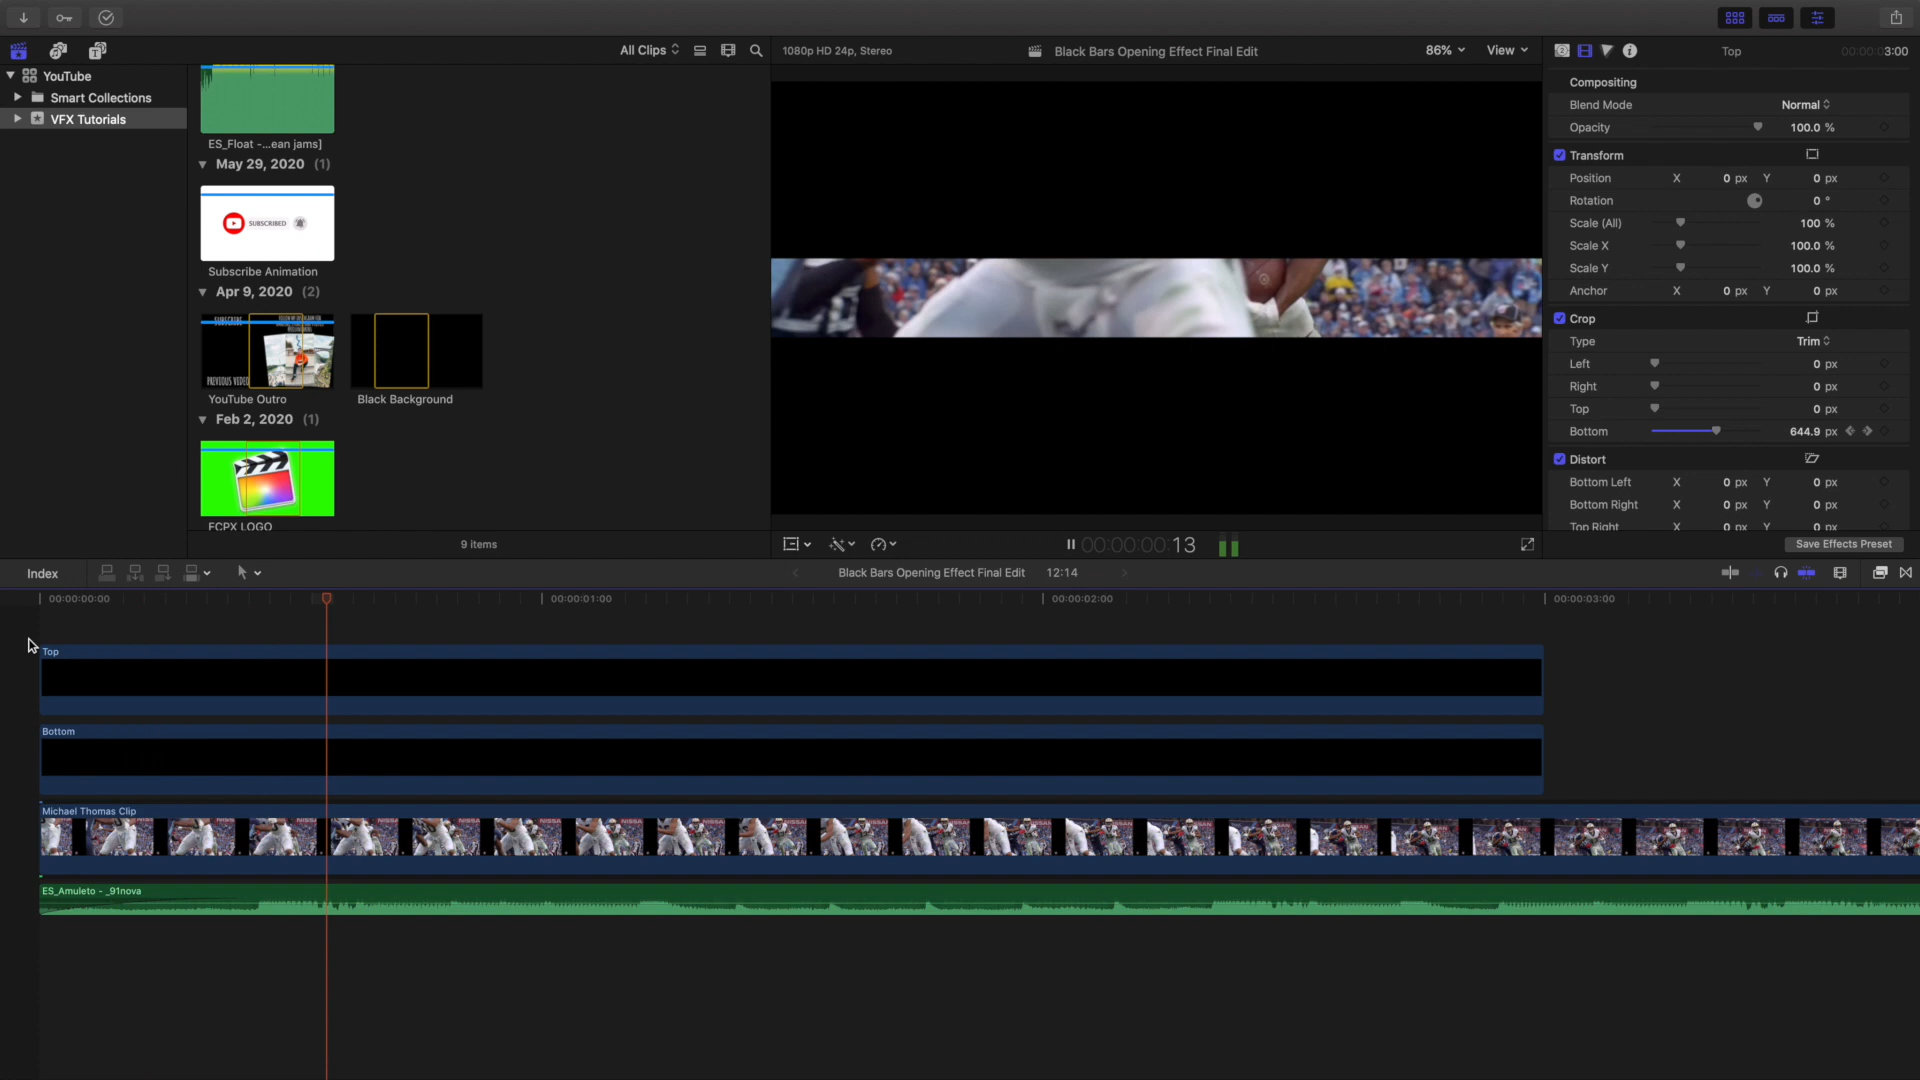 All Clips
1080p HD 24p, Stereo
Black Bars Opening Effect Final Edit
86%
View
Top
00:00:03:00
YouTube
Smart Collections
VFX Tutorials
ES_Float -...ean jams]
May 29, 2020 (1)
SUBSCRIBED
Subscribe Animation
Apr 9, 2020 (2)
SUBSCRIBE
PREVIOUS VIDEO
YouTube Outro
Black Background
Feb 2, 2020 (1)
FCPX LOGO
9 items
00:00:00:13
Compositing
Blend Mode Normal
Opacity 100.0 %
Transform
Position X 0 px Y 0 px
Rotation 0 °
Scale (All) 100 %
Scale X 100.0 %
Scale Y 100.0 %
Anchor X 0 px Y 0 px
Crop
Type Trim
Left 0 px
Right 0 px
Top 0 px
Bottom 644.9 px
Distort
Bottom Left X 0 px Y 0 px
Bottom Right X 0 px Y 0 px
Top Right X 0 px Y 0 px
Save Effects Preset
Index
Black Bars Opening Effect Final Edit 12:14
00:00:00:00 00:00:01:00 00:00:02:00 00:00:03:00
Top
Bottom
Michael Thomas Clip
ES_Amuleto - _91nova